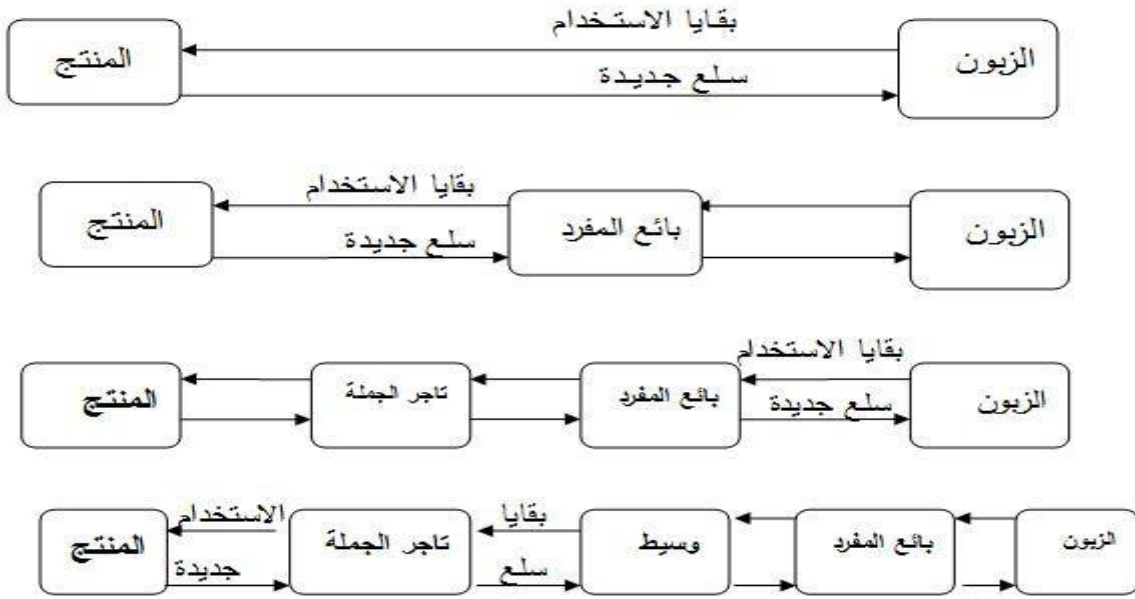 بقايا الاستخدام
الزبون
المنتج
سلع جديدة
بقايا الاستخدام
الزبون
بائع المفرد
المنتج
سلع جديدة
بقايا الاستخدام
الزبون
بائع المفرد
تاجر الجملة
المنتج
سلع جديدة
بقايا الاستخدام
الزبون
بائع المفرد
وسيط
تاجر الجملة
المنتج
سلع جديدة